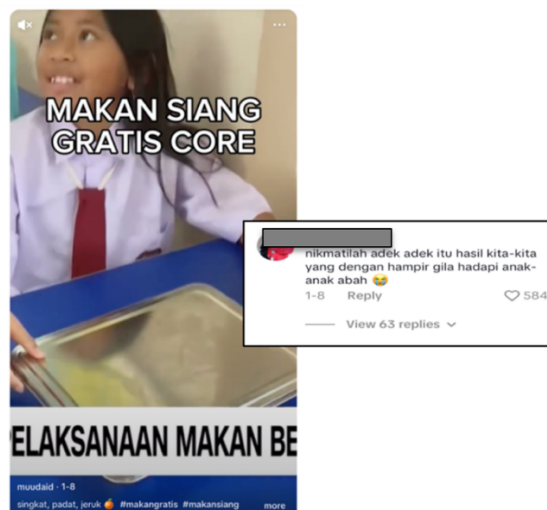 MAKAN SIANG
GRATIS CORE
nikmatilah adek adek itu hasil kita-kita
yang dengan hampir gila hadapi anak-
anak abah 😭
1-8 Reply 584
View 63 replies
ELAKSANAAN MAKAN BE
muudaid · 1-8
singkat, padat, jeruk 🍊 #makangratis #makansiang more